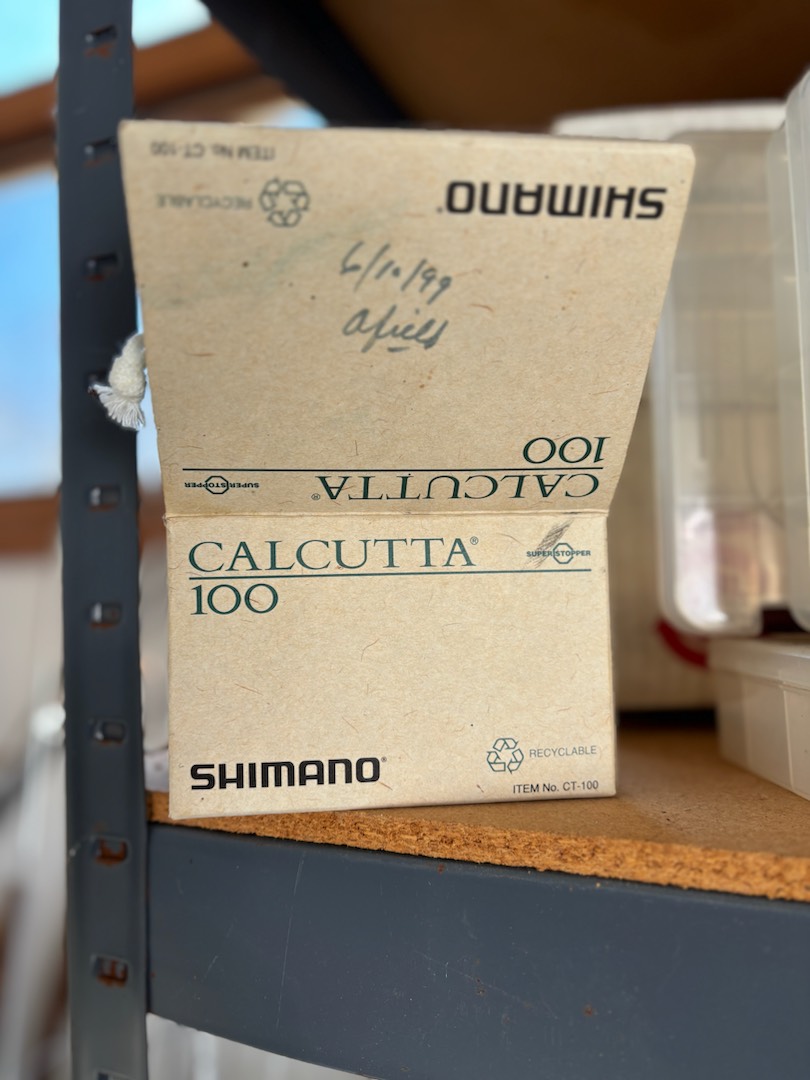 ITEM No. CT-100
RECYCLABLE
SHIMANO®
6/10/99
Afield
100
CALCUTTA®
SUPER STOPPER
CALCUTTA®
SUPER STOPPER
100
SHIMANO®
RECYCLABLE
ITEM No. CT-100